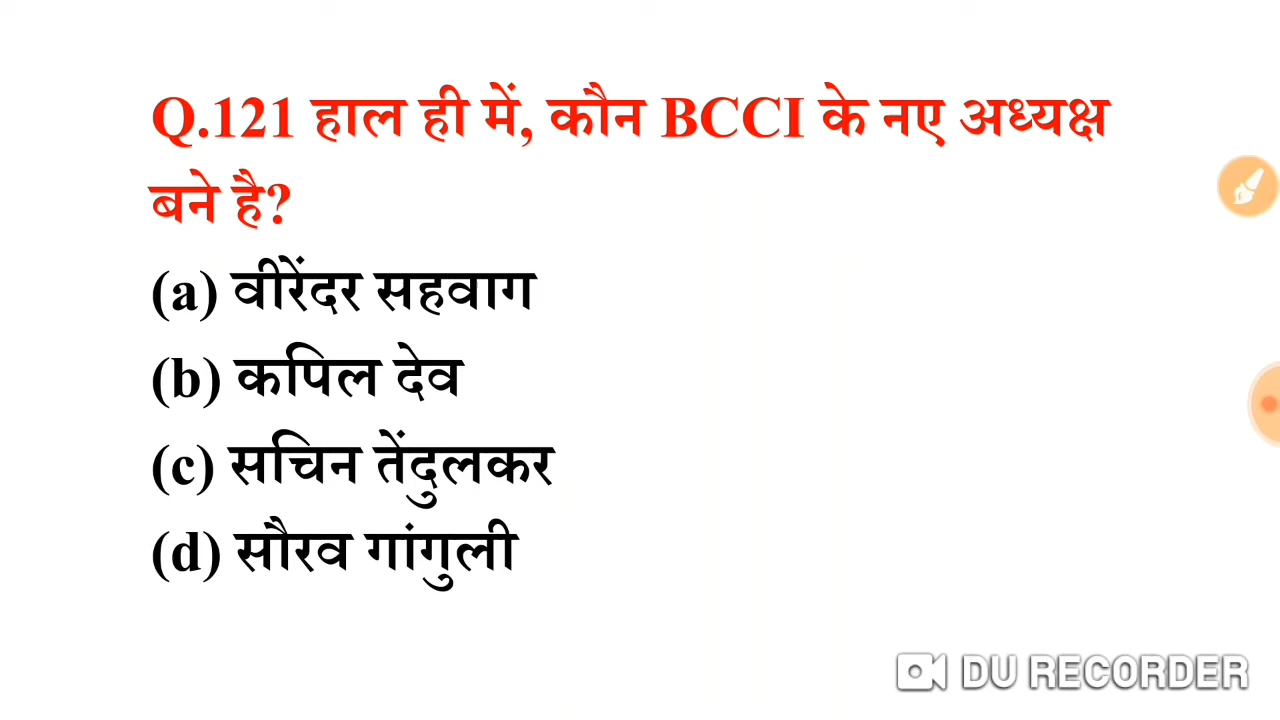 Q.121 हाल ही में, कौन BCCI के नए अध्यक्ष
बने है?
(a) वीरेंदर सहवाग
(b) कपिल देव
(c) सचिन तेंदुलकर
(d) सौरव गांगुली
DU RECORDER